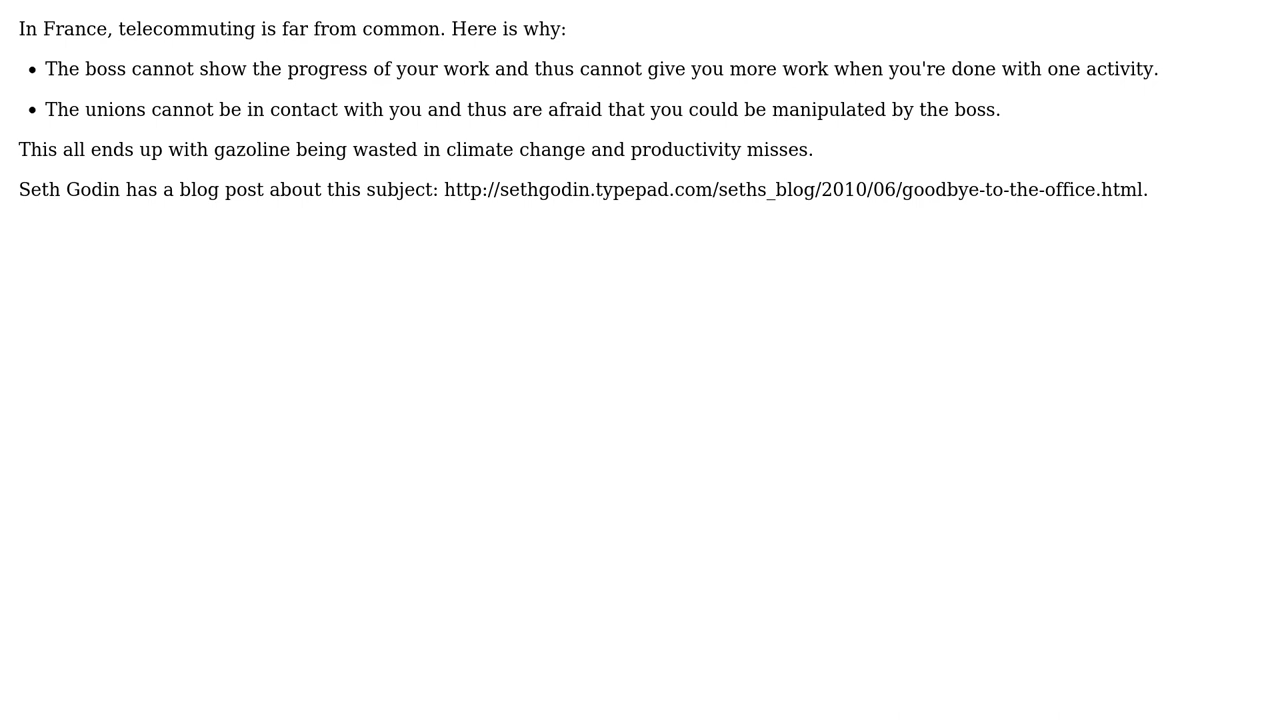 In France, telecommuting is far from common. Here is why:
• The boss cannot show the progress of your work and thus cannot give you more work when you're done with one activity.
• The unions cannot be in contact with you and thus are afraid that you could be manipulated by the boss.
This all ends up with gazoline being wasted in climate change and productivity misses.
Seth Godin has a blog post about this subject: http://sethgodin.typepad.com/seths_blog/2010/06/goodbye-to-the-office.html.